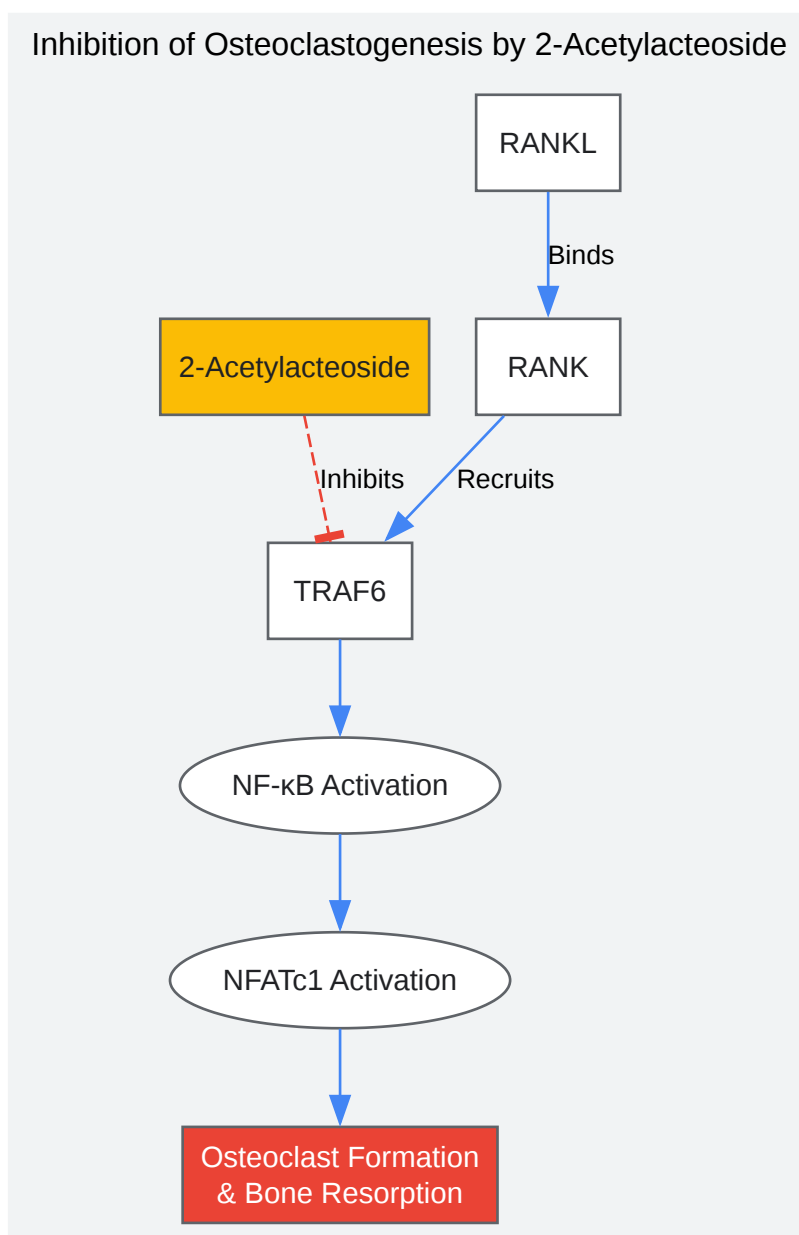 Inhibition of Osteoclastogenesis by 2-Acetylacteoside
RANKL
Binds
2-Acetylacteoside
RANK
Inhibits
Recruits
TRAF6
NF-κB Activation
NFATc1 Activation
Osteoclast Formation
& Bone Resorption